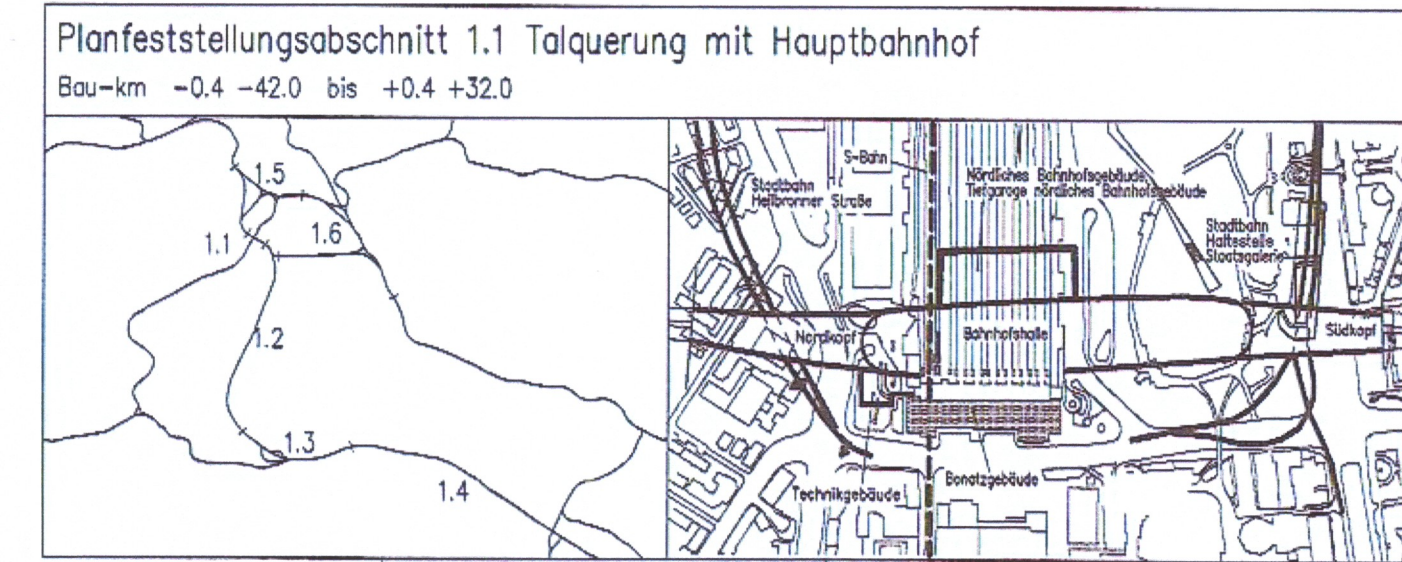 Planfeststellungsabschnitt 1.1 Talquerung mit Hauptbahnhof
Bau-km -0.4 -42.0 bis +0.4 +32.0
1.5
1.1
1.6
1.2
1.3
1.4
S-Bahn
Stadtbahn
Heilbronner Straße
Nördliches Bahnhofsgebäude,
Tiefgarage nördliches Bahnhofsgebäude
Stadtbahn
Haltestelle
Staatsgalerie
Nordkopf
Bahnhofshalle
Südkopf
Technikgebäude
Bonatzgebäude